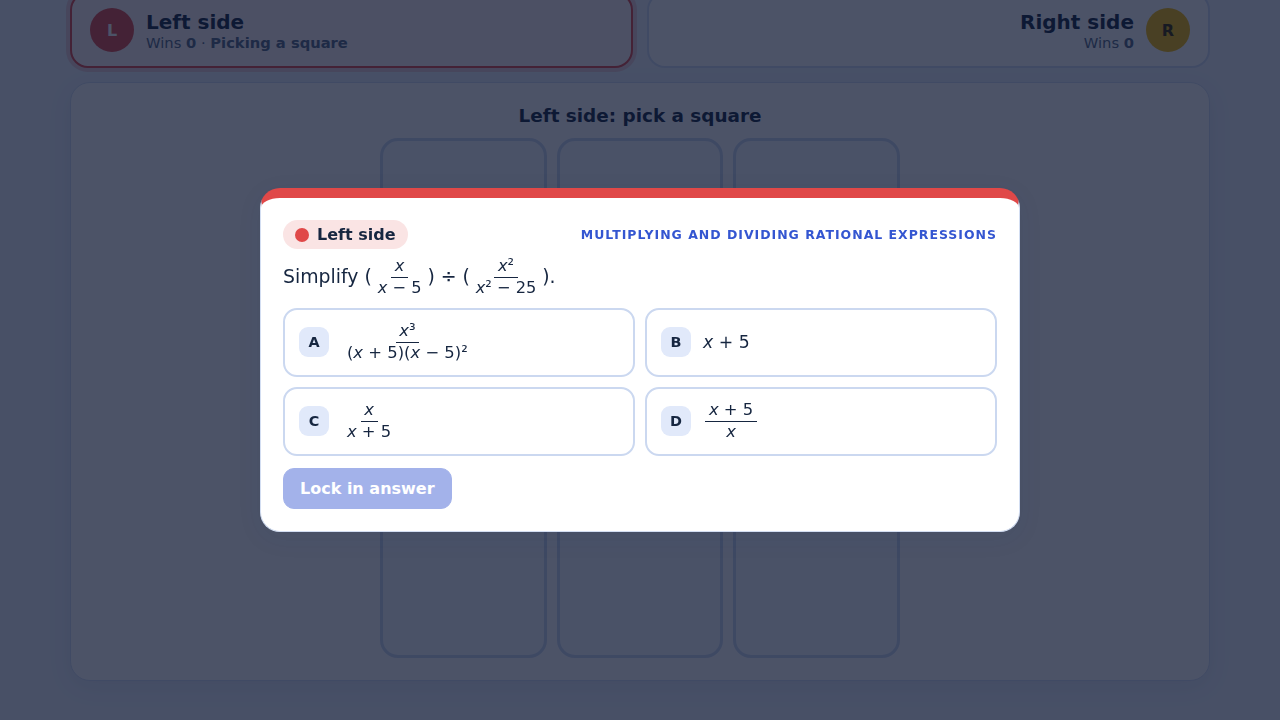 L
Left side
Wins 0 · Picking a square
Right side
Wins 0
R
Left side: pick a square
Left side
MULTIPLYING AND DIVIDING RATIONAL EXPRESSIONS
Simplify ( x / x − 5 ) ÷ ( x² / x² − 25 ).
A x³ / (x + 5)(x − 5)²
B x + 5
C x / x + 5
D x + 5 / x
Lock in answer